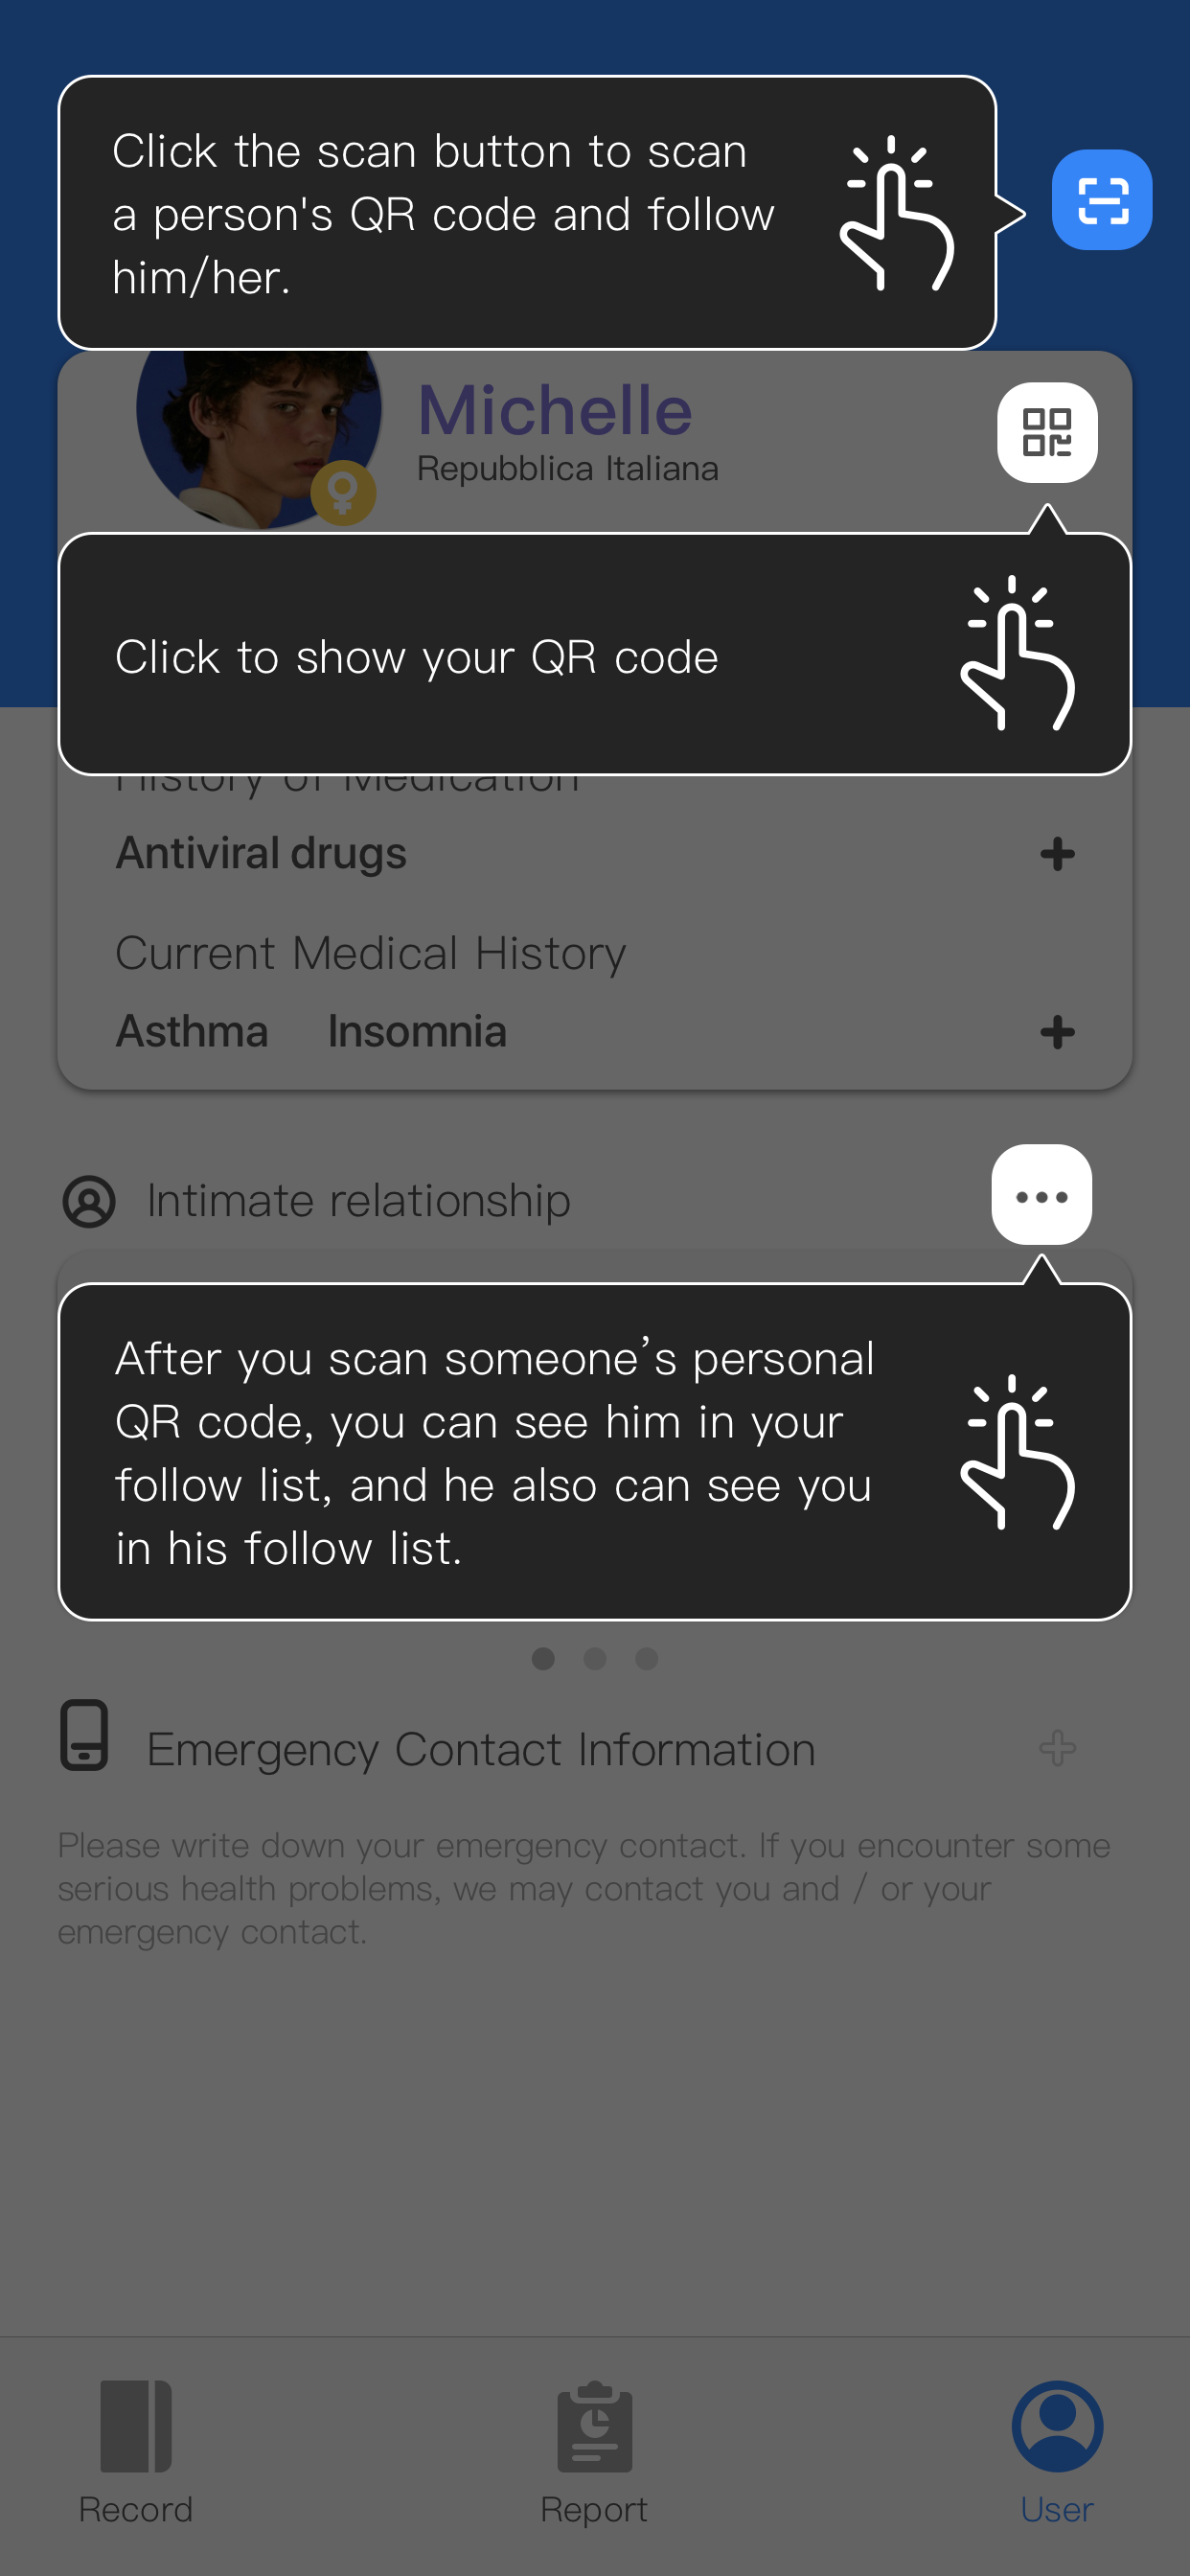 Click the scan button to scan
a person's QR code and follow
him/her.
Michelle
Repubblica Italiana
Click to show your QR code
History of Medication
Antiviral drugs
Current Medical History
Asthma Insomnia
Intimate relationship
After you scan someone’s personal
QR code, you can see him in your
follow list, and he also can see you
in his follow list.
Emergency Contact Information
Please write down your emergency contact. If you encounter some
serious health problems, we may contact you and / or your
emergency contact.
Record
Report
User